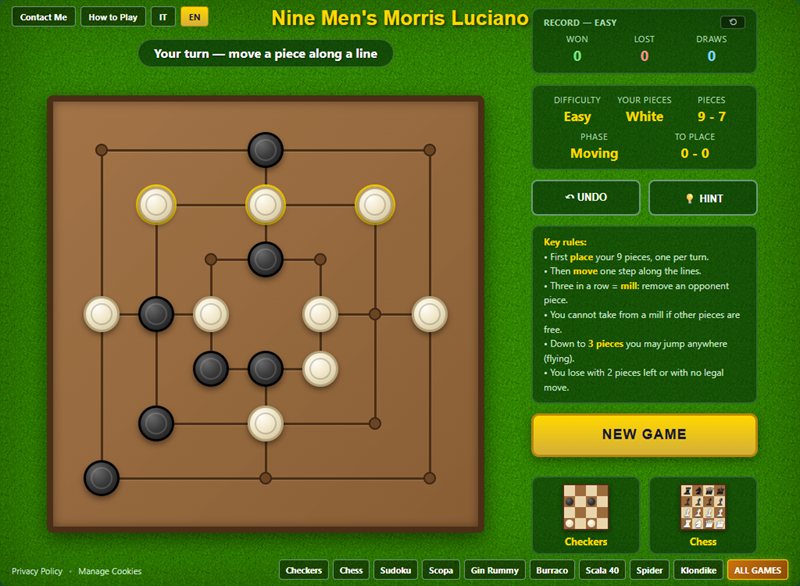 Contact Me
How to Play
IT
EN
Nine Men's Morris Luciano
Your turn — move a piece along a line
RECORD — EASY
WON LOST DRAWS
0 0 0
DIFFICULTY YOUR PIECES PIECES
Easy White 9 - 7
PHASE TO PLACE
Moving 0 - 0
↶ UNDO
HINT
Key rules:
• First place your 9 pieces, one per turn.
• Then move one step along the lines.
• Three in a row = mill: remove an opponent
piece.
• You cannot take from a mill if other pieces are
free.
• Down to 3 pieces you may jump anywhere
(flying).
• You lose with 2 pieces left or with no legal
move.
NEW GAME
Checkers
Chess
Privacy Policy • Manage Cookies
Checkers
Chess
Sudoku
Scopa
Gin Rummy
Burraco
Scala 40
Spider
Klondike
ALL GAMES